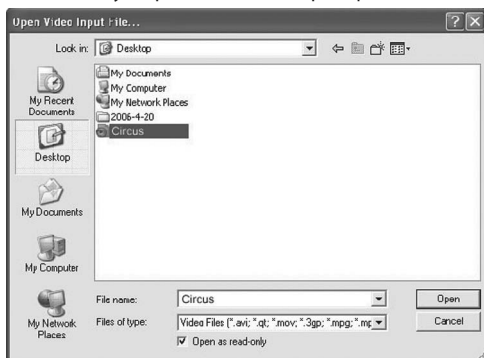 Open Video Input File...
Look in: Desktop
My Documents
My Computer
My Network Places
2006-4-20
Circus
My Recent
Documents
Desktop
My Documents
My Computer
My Network
Places
File name: Circus Open
Files of type: Video Files (*.avi; *.qt; *.mov; *.3gp; *.mpg; *.mp Cancel
Open as read-only